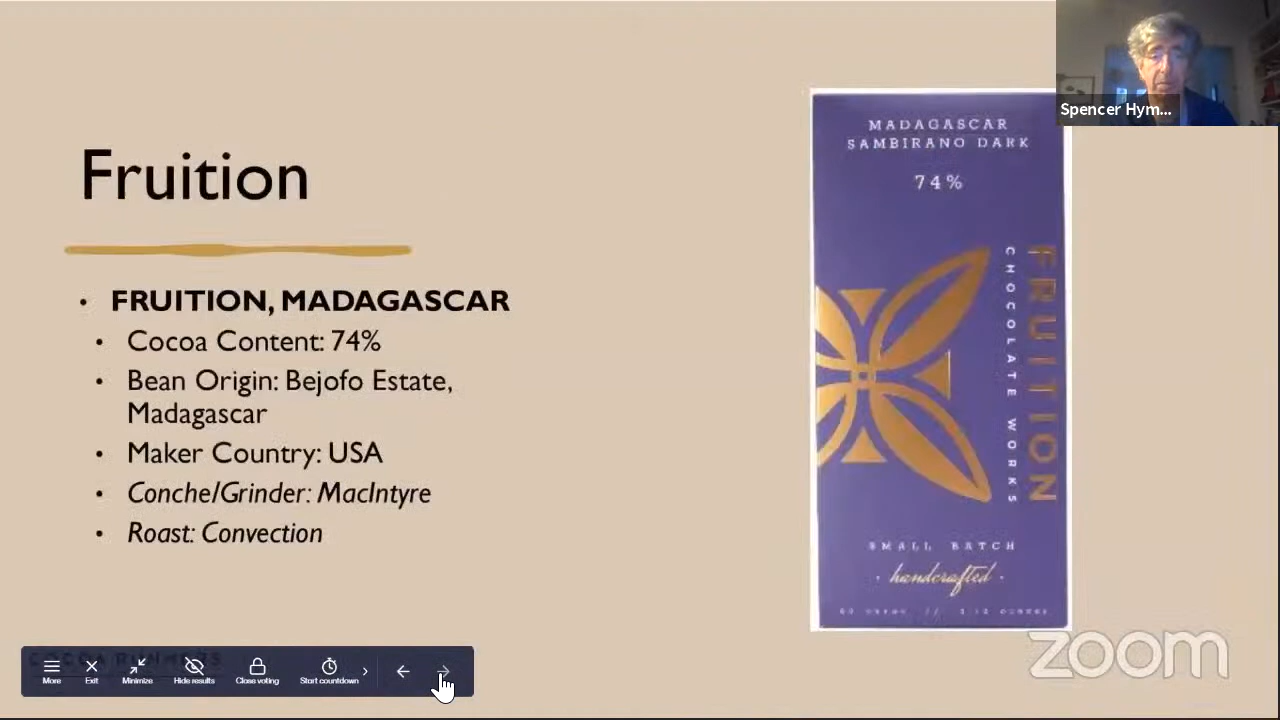 Spencer Hym...
MADAGASCAR
SAMBIRANO DARK
74%
Fruition
• FRUITION, MADAGASCAR
• Cocoa Content: 74%
• Bean Origin: Bejofo Estate,
Madagascar
• Maker Country: USA
• Conche/Grinder: MacIntyre
• Roast: Convection
FRUITION
CHOCOLATE WORKS
SMALL BATCH
· handcrafted ·
COCOA RUNNERS
More
Exit
Minimize
Hide results
Close voting
Start countdown
zoom